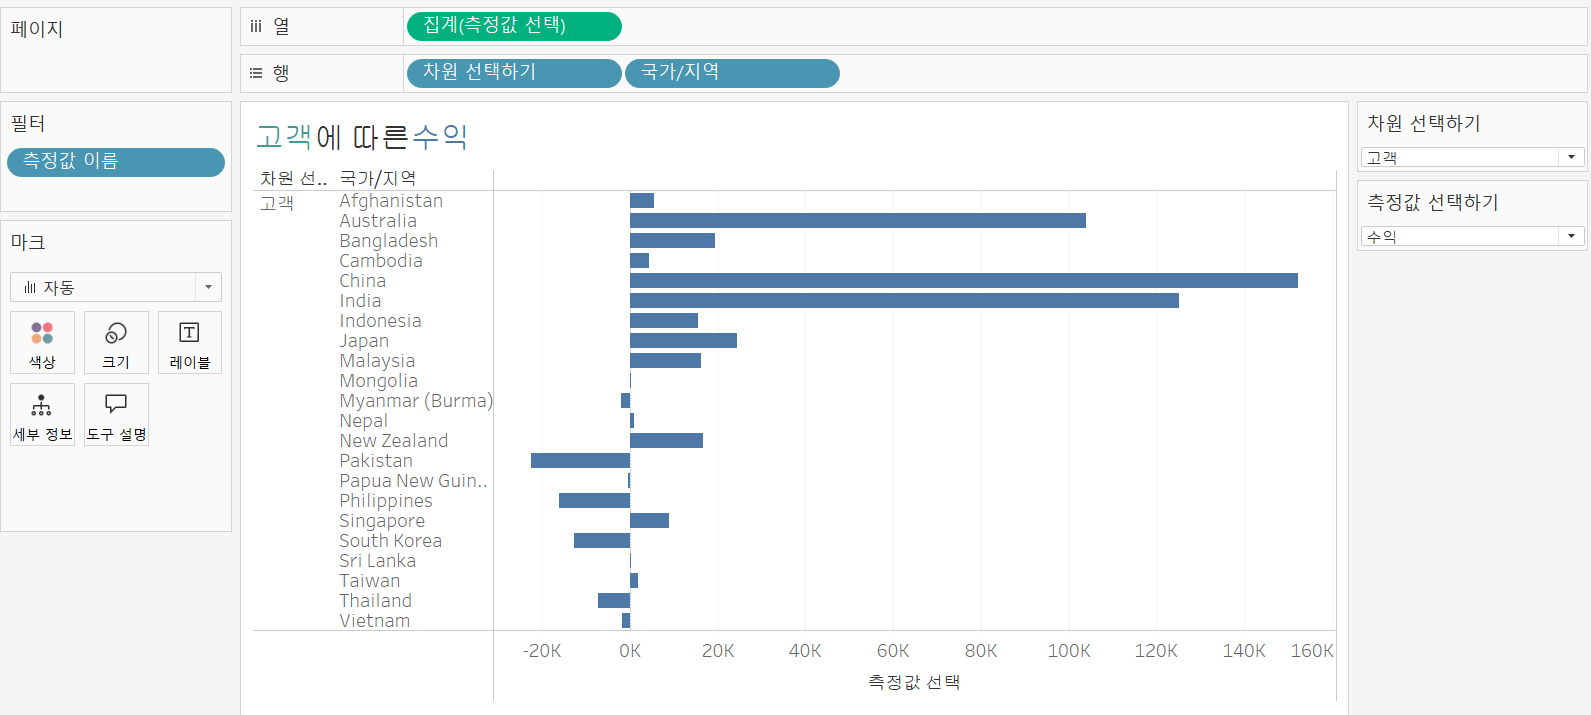 페이지
열
집계(측정값 선택)
행
차원 선택하기
국가/지역
필터
측정값 이름
마크
자동
색상
크기
레이블
세부 정보
도구 설명
고객에 따른수익
차원 선..
국가/지역
고객
Afghanistan
Australia
Bangladesh
Cambodia
China
India
Indonesia
Japan
Malaysia
Mongolia
Myanmar (Burma)
Nepal
New Zealand
Pakistan
Papua New Guin..
Philippines
Singapore
South Korea
Sri Lanka
Taiwan
Thailand
Vietnam
-20K 0K 20K 40K 60K 80K 100K 120K 140K 160K
측정값 선택
차원 선택하기
고객
측정값 선택하기
수익